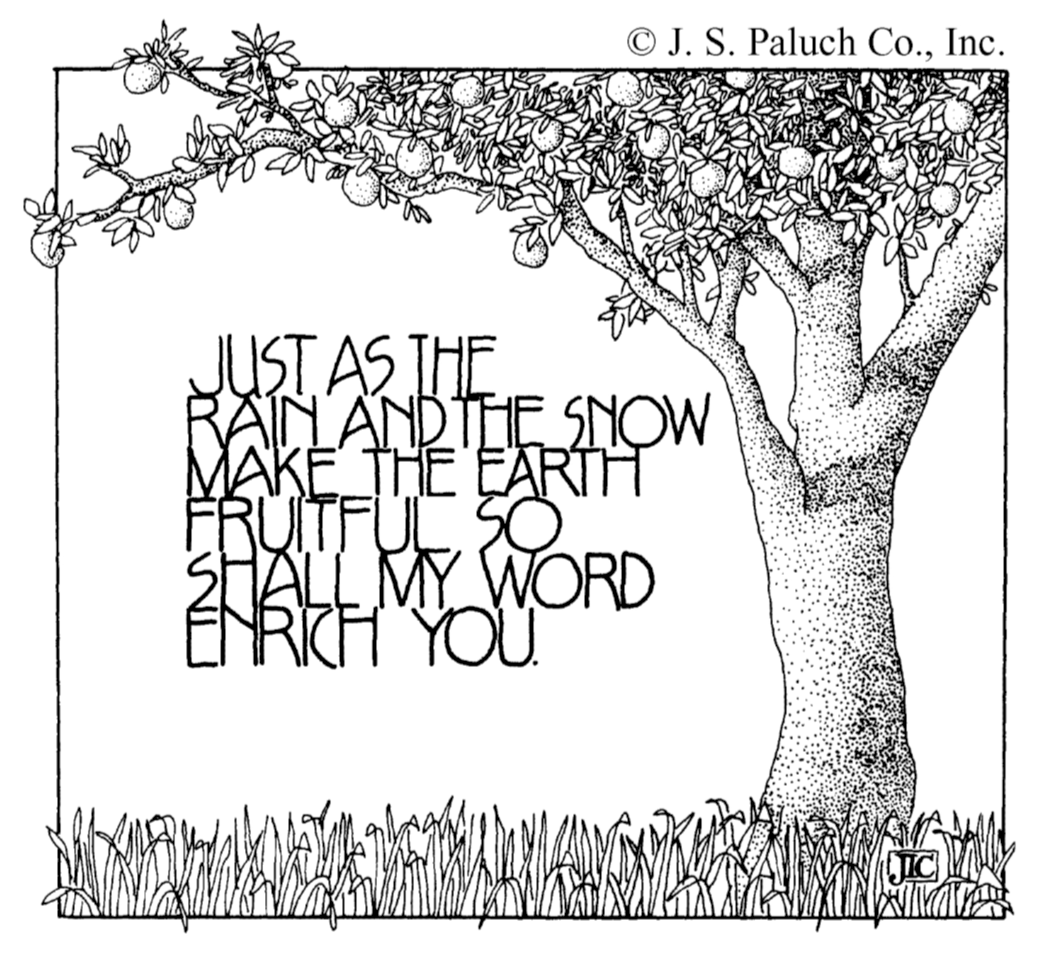 © J. S. Paluch Co., Inc.
JUST AS THE
RAIN AND THE SNOW
MAKE THE EARTH
FRUITFUL SO
SHALL MY WORD
ENRICH YOU.